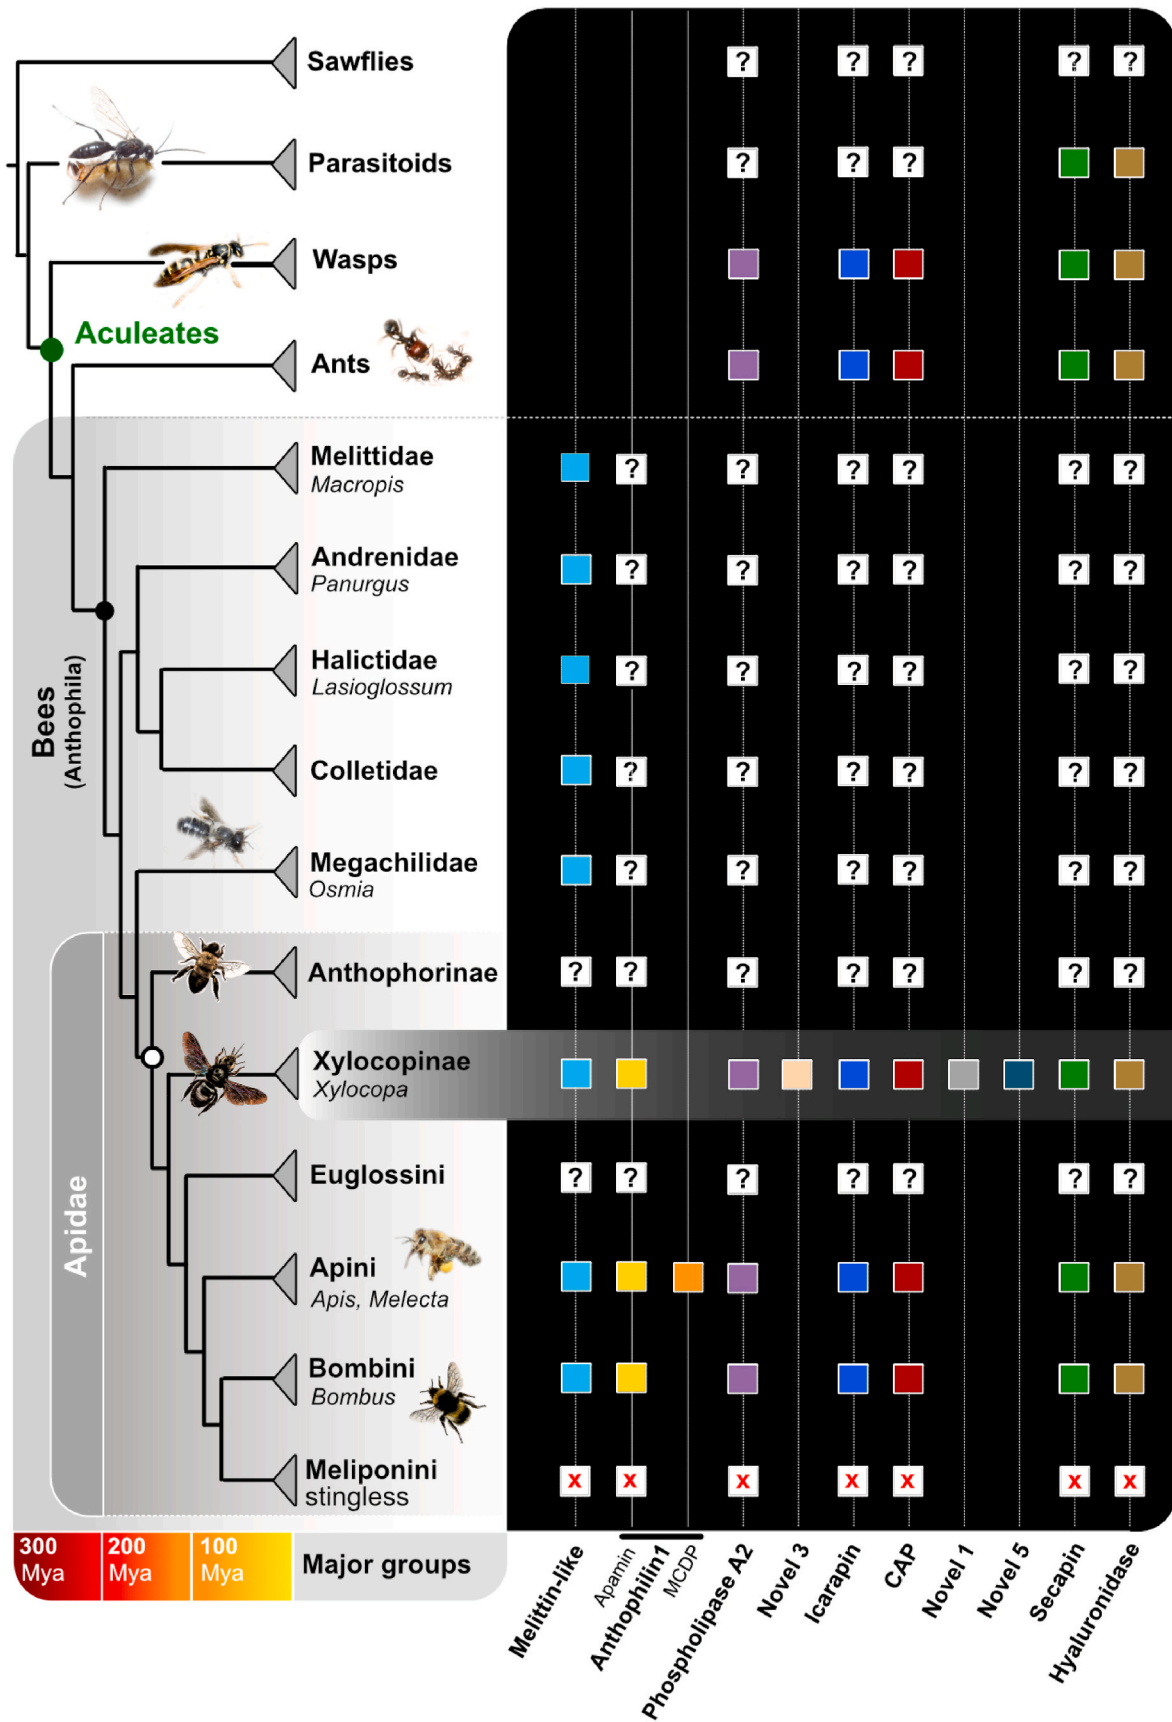 Sawflies
? ? ? ? ?
Parasitoids
? ? ?
Wasps
Aculeates
Ants
Melittidae
Macropis
? ? ? ? ? ?
Andrenidae
Panurgus
? ? ? ? ? ?
Halictidae
Lasioglossum
? ? ? ? ? ?
Bees
(Anthophila)
Colletidae
? ? ? ? ? ?
Megachilidae
Osmia
? ? ? ? ? ?
Anthophorinae
? ? ? ? ? ? ?
Xylocopinae
Xylocopa
Euglossini
? ? ? ? ? ? ?
Apidae
Apini
Apis, Melecta
Bombini
Bombus
Meliponini
stingless
x x x x x x x
300
Mya
200
Mya
100
Mya
Major groups
Melittin-like
Apamin
Anthophilin1
MCDP
Phospholipase A2
Novel 3
Icarapin
CAP
Novel 1
Novel 5
Secapin
Hyaluronidase